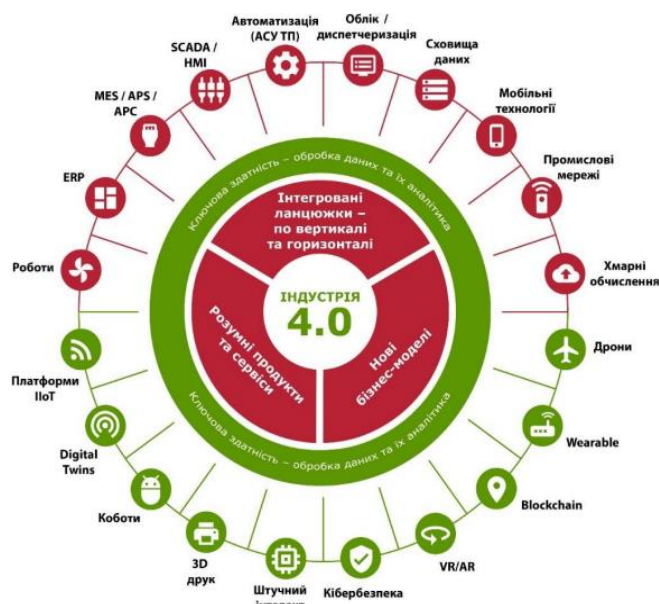 Автоматизація
(АСУ ТП)
Облік /
диспетчеризація
Сховища
даних
Мобільні
технології
Промислові
мережі
Хмарні
обчислення
Дрони
Wearable
Blockchain
VR/AR
Кібербезпека
Штучний
3D
друк
Коботи
Digital
Twins
Платформи
IIoT
Роботи
ERP
MES / APS /
APC
SCADA /
HMI
Ключова здатність – обробка даних та їх аналітика
Інтегровані
ланцюжки –
по вертикалі
та горизонталі
Розумні продукти
та сервіси
Нові
бізнес-моделі
ІНДУСТРІЯ
4.0
Ключова здатність – обробка даних та їх аналітика